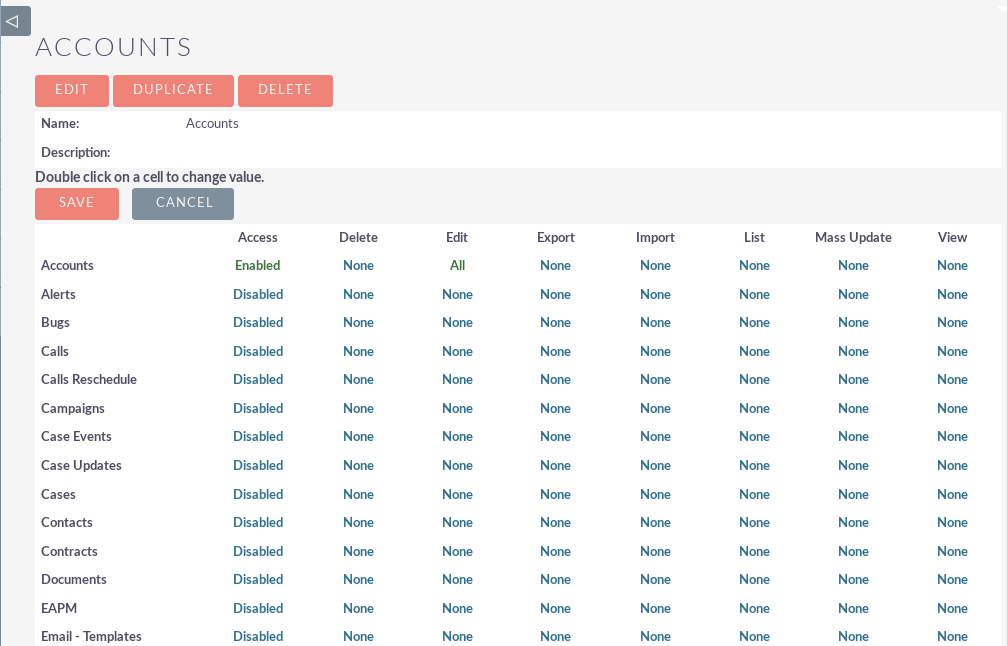 ACCOUNTS
EDIT DUPLICATE DELETE
Name: Accounts
Description:
Double click on a cell to change value.
SAVE CANCEL
Access Delete Edit Export Import List Mass Update View
Accounts Enabled None All None None None None None
Alerts Disabled None None None None None None None
Bugs Disabled None None None None None None None
Calls Disabled None None None None None None None
Calls Reschedule Disabled None None None None None None None
Campaigns Disabled None None None None None None None
Case Events Disabled None None None None None None None
Case Updates Disabled None None None None None None None
Cases Disabled None None None None None None None
Contacts Disabled None None None None None None None
Contracts Disabled None None None None None None None
Documents Disabled None None None None None None None
EAPM Disabled None None None None None None None
Email - Templates Disabled None None None None None None None